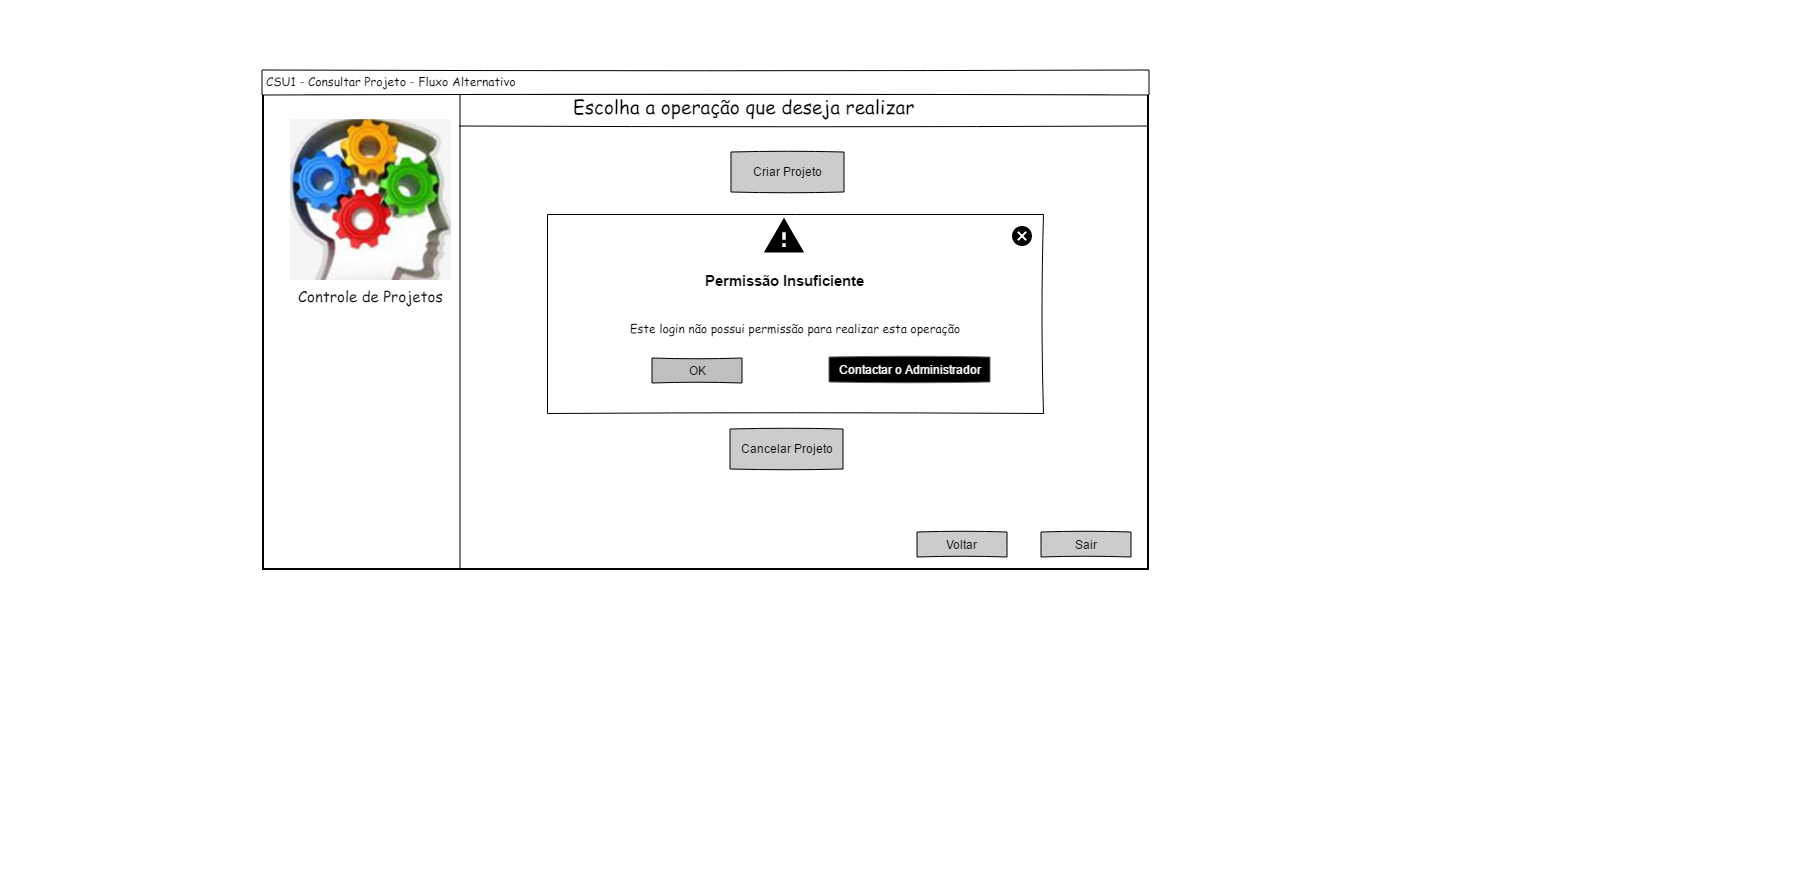 CSU1 - Consultar Projeto - Fluxo Alternativo
Escolha a operação que deseja realizar
Controle de Projetos
Criar Projeto
Permissão Insuficiente
Este login não possui permissão para realizar esta operação
OK
Contactar o Administrador
Cancelar Projeto
Voltar
Sair